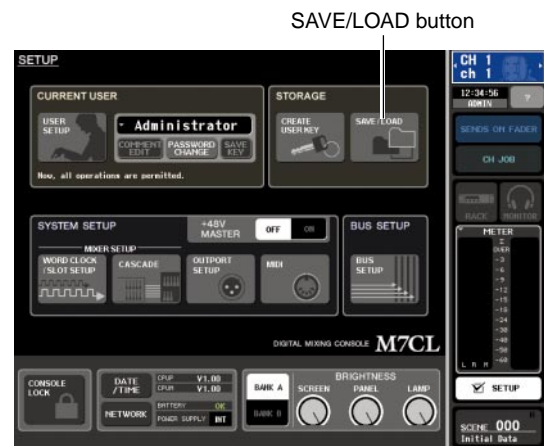 SAVE/LOAD button
SETUP
CURRENT USER
USER SETUP
Administrator
COMMENT EDIT
PASSWORD CHANGE
SAVE KEY
Now, all operations are permitted.
STORAGE
CREATE USER KEY
SAVE/LOAD
SYSTEM SETUP
+48V MASTER
OFF
ON
MIXER SETUP
WORD CLOCK /SLOT SETUP
CASCADE
OUTPORT SETUP
MIDI
BUS SETUP
BUS SETUP
DIGITAL MIXING CONSOLE M7CL
CONSOLE LOCK
DATE /TIME
CPUP V1.00
CPUM V1.00
NETWORK
BATTERY OK
POWER SUPPLY INT
BANK A
BANK B
BRIGHTNESS
SCREEN
PANEL
LAMP
CH 1
ch 1
12:34:56
ADMIN
?
SENDS ON FADER
CH JOB
RACK
MONITOR
METER
Σ
OVER
-3
-6
-9
-12
-15
-18
-24
-30
-40
-50
-60
L R M
SETUP
SCENE 000
Initial Data